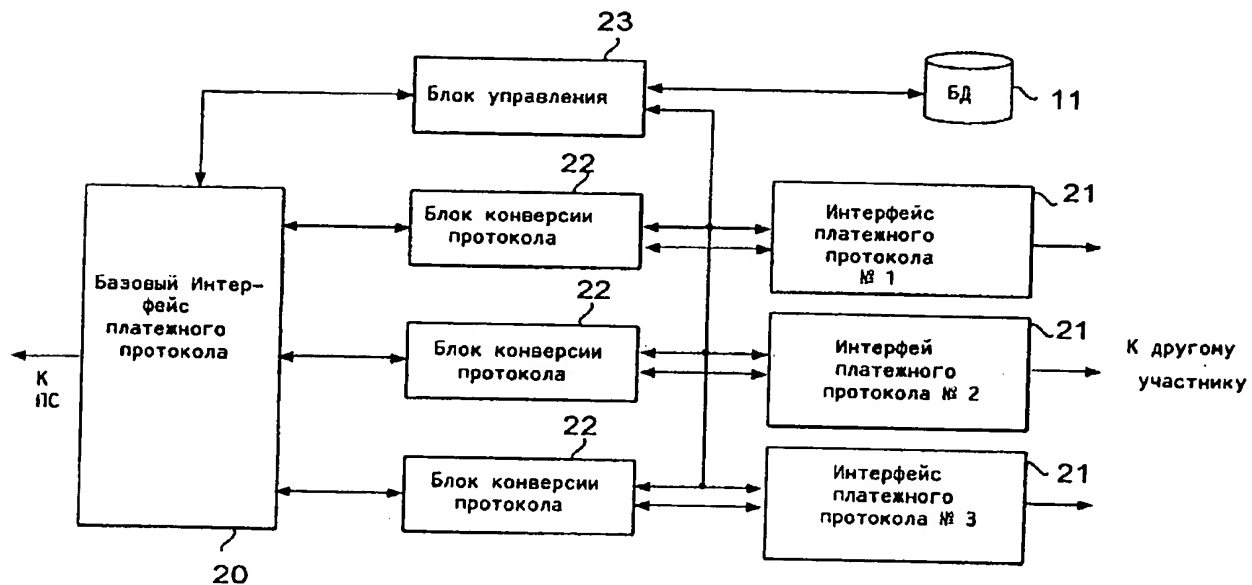 23
Блок управления
БД
11
22
Блок конверсии
протокола
21
Интерфейс
платежного
протокола
№ 1
Базовый Интер-
фейс
платежного
протокола
22
Блок конверсии
протокола
21
Интерфей
платежного
протокола № 2
К другому
участнику
К
ПС
22
Блок конверсии
протокола
21
Интерфейс
платежного
протокола № 3
20